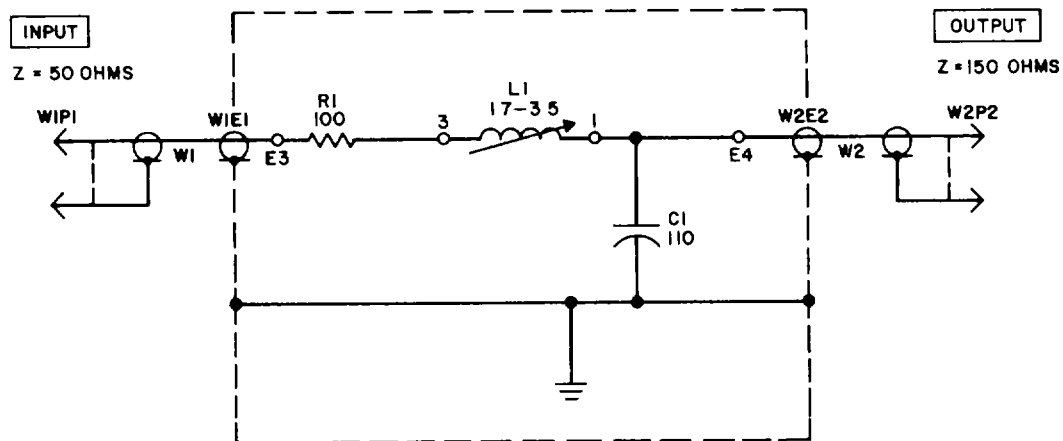 INPUT
Z = 50 OHMS
OUTPUT
Z = 150 OHMS
W1P1
W1
W1E1
E3
R1
100
3
L1
17-35
1
E4
W2E2
W2
W2P2
C1
110